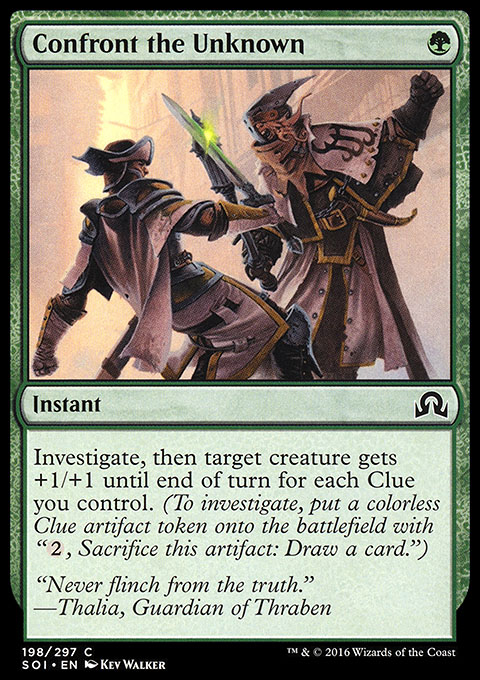 Confront the Unknown
Instant
Investigate, then target creature gets
+1/+1 until end of turn for each Clue
you control. (To investigate, put a colorless
Clue artifact token onto the battlefield with
“2, Sacrifice this artifact: Draw a card.”)
“Never flinch from the truth.”
—Thalia, Guardian of Thraben
198/297 C
SOI • EN Kev Walker
™ & © 2016 Wizards of the Coast